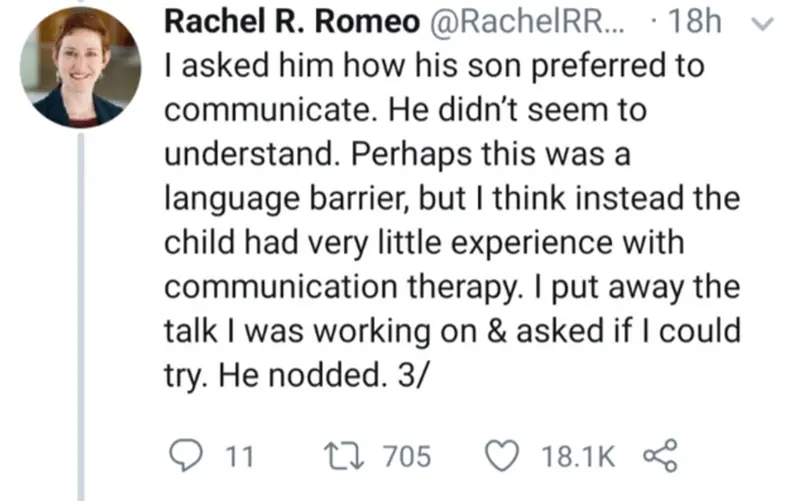 Rachel R. Romeo @RachelRR... · 18h
I asked him how his son preferred to
communicate. He didn’t seem to
understand. Perhaps this was a
language barrier, but I think instead the
child had very little experience with
communication therapy. I put away the
talk I was working on & asked if I could
try. He nodded. 3/
11 705 18.1K